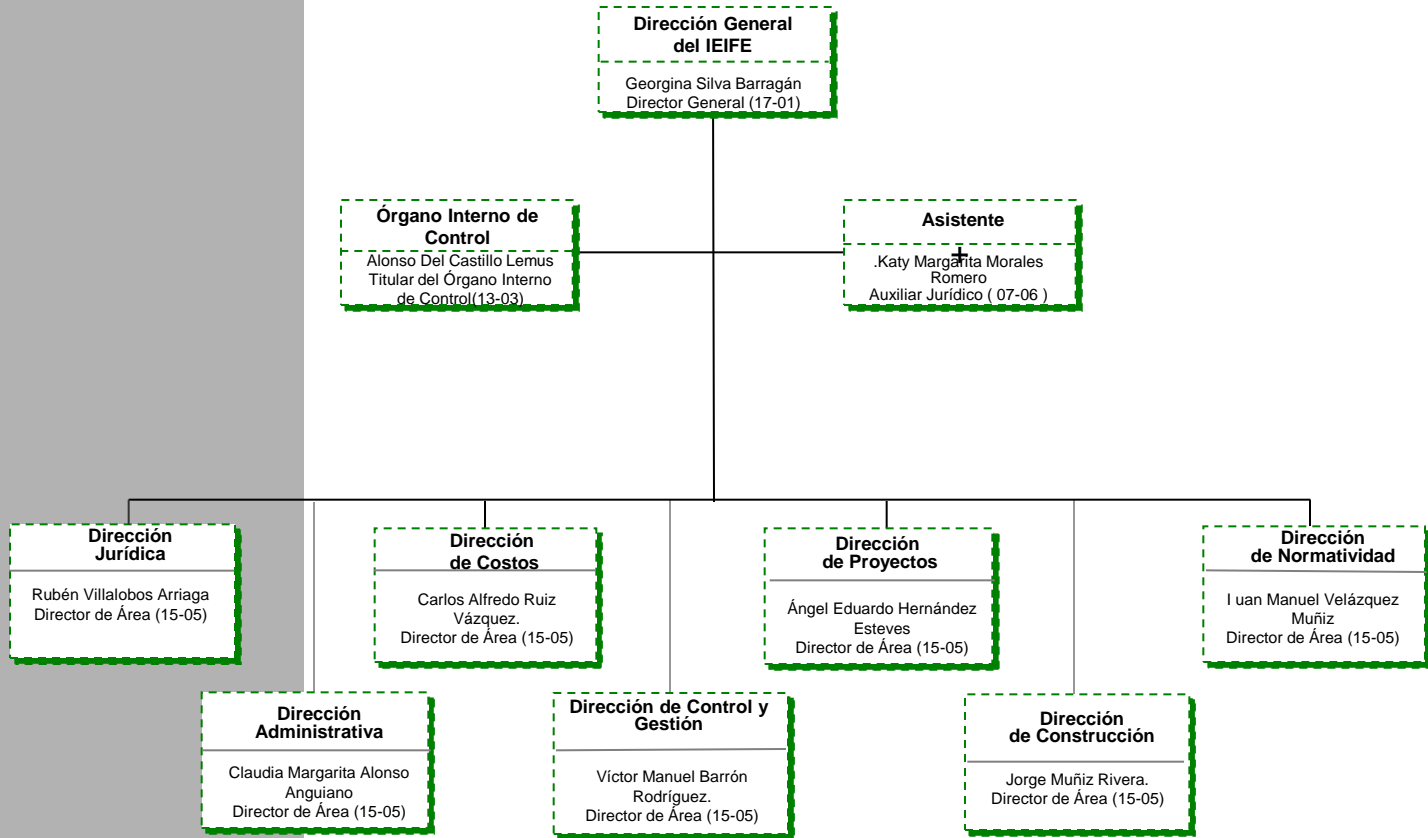 Dirección General
del IEIFE
Georgina Silva Barragán
Director General (17-01)
Órgano Interno de
Control
Alonso Del Castillo Lemus
Titular del Órgano Interno
de Control(13-03)
Asistente
+
.Katy Margarita Morales
Romero
Auxiliar Jurídico ( 07-06 )
Dirección
Jurídica
Rubén Villalobos Arriaga
Director de Área (15-05)
Dirección
de Costos
Carlos Alfredo Ruiz
Vázquez.
Director de Área (15-05)
Dirección
de Proyectos
Ángel Eduardo Hernández
Esteves
Director de Área (15-05)
Dirección
de Normatividad
I uan Manuel Velázquez
Muñiz
Director de Área (15-05)
Dirección
Administrativa
Claudia Margarita Alonso
Anguiano
Director de Área (15-05)
Dirección de Control y
Gestión
Víctor Manuel Barrón
Rodríguez.
Director de Área (15-05)
Dirección
de Construcción
Jorge Muñiz Rivera.
Director de Área (15-05)